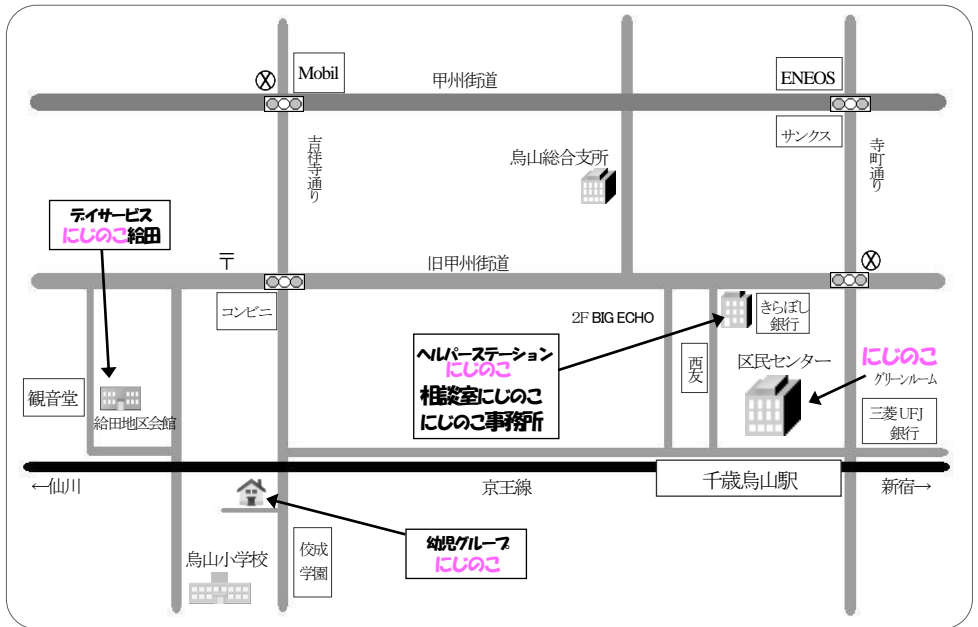 Mobil
甲州街道
ENEOS
サンクス
吉祥寺通り
烏山総合支所
寺町通り
デイサービス
にじのこ給田
〒
旧甲州街道
コンビニ
2F BIG ECHO
きらぼし
銀行
ヘルパーステーション
にじのこ
相談室にじのこ
にじのこ事務所
西友
区民センター
にじのこ
グリーンルーム
観音堂
給田地区会館
三菱UFJ
銀行
←仙川
京王線
千歳烏山駅
新宿→
幼児グループ
にじのこ
烏山小学校
佼成
学園